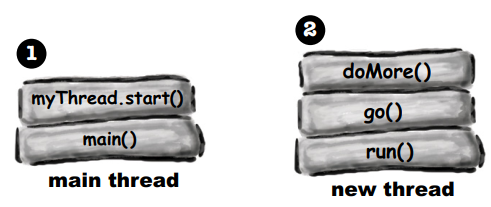 1
myThread.start()
main()
main thread
2
doMore()
go()
run()
new thread